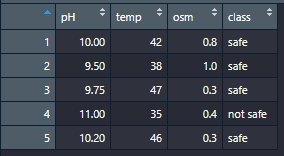 pH temp osm class
1 10.00 42 0.8 safe
2 9.50 38 1.0 safe
3 9.75 47 0.3 safe
4 11.00 35 0.4 not safe
5 10.20 46 0.3 safe